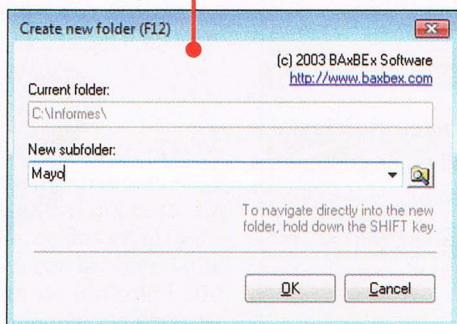 Create new folder (F12)
(c) 2003 BAxBEx Software
http://www.baxbex.com
Current folder:
C:\Informes\
New subfolder:
Mayo
To navigate directly into the new
folder, hold down the SHIFT key.
OK
Cancel